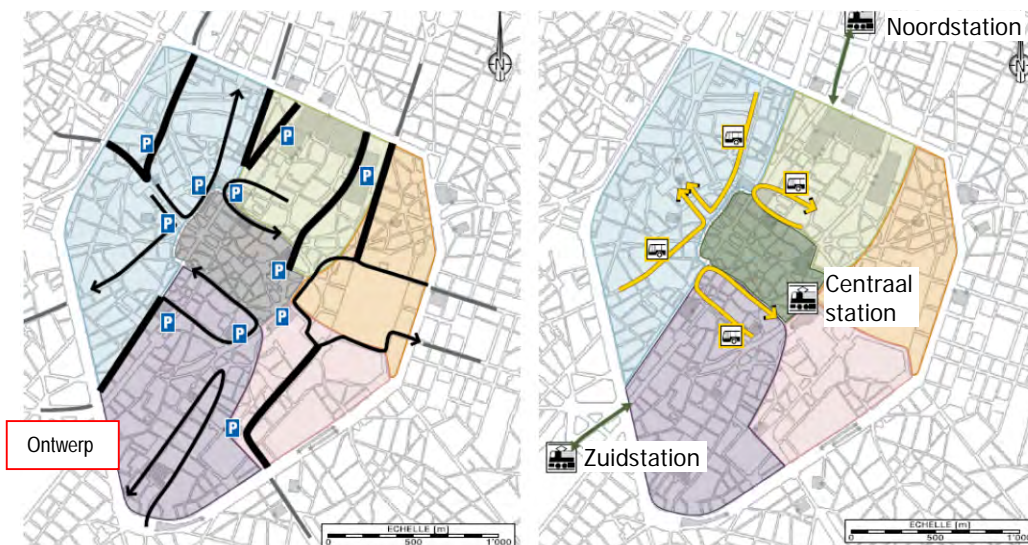 P
P
P
P
P
P
P
P
P
P
P
N
Ontwerp
ECHELLE [m]
0 500 1'000
Noordstation
N
Centraal
station
Zuidstation
ECHELLE [m]
0 500 1'000